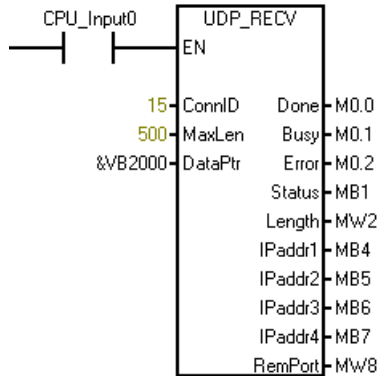 CPU_Input0 UDP_RECV
EN
15 ConnID Done M0.0
500 MaxLen Busy M0.1
&VB2000 DataPtr Error M0.2
Status MB1
Length MW2
IPaddr1 MB4
IPaddr2 MB5
IPaddr3 MB6
IPaddr4 MB7
RemPort MW8